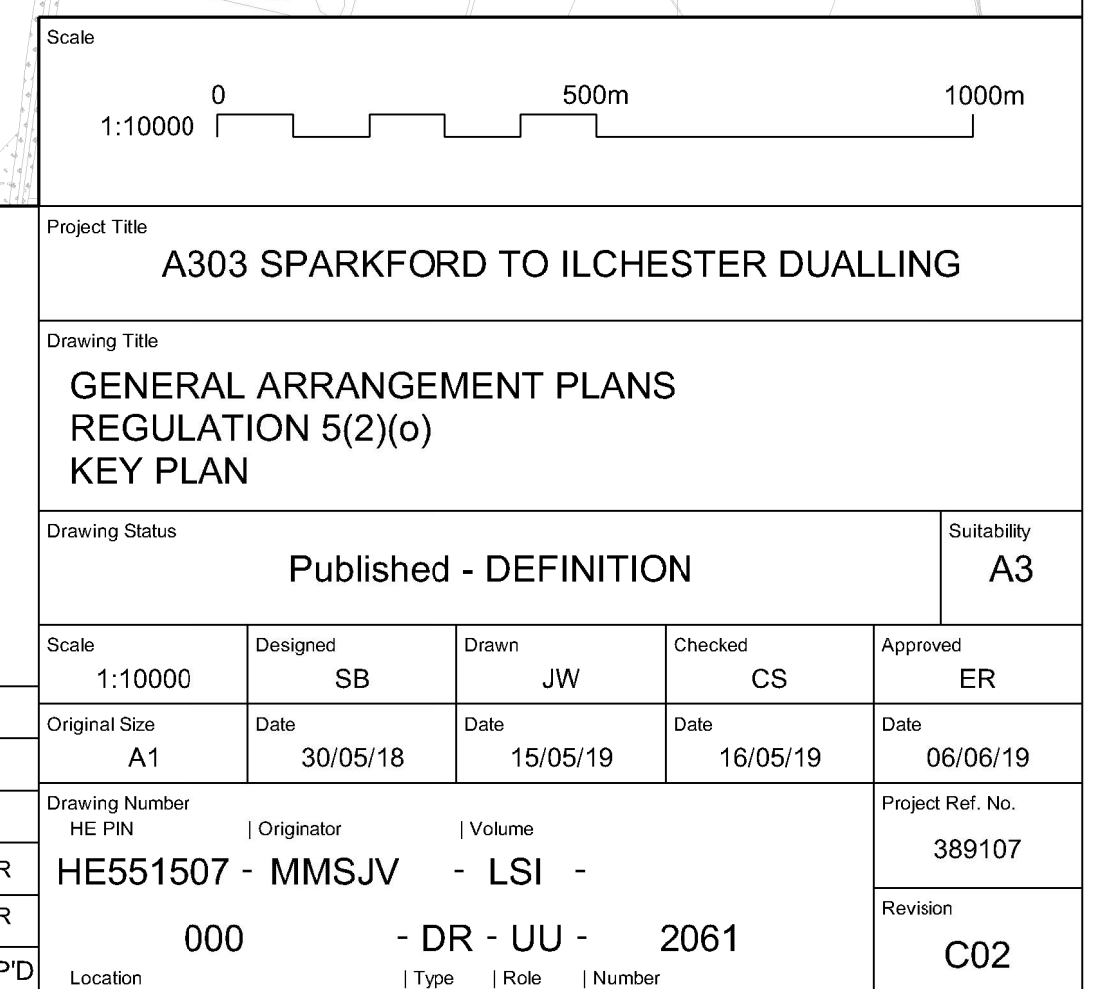 Scale
0 500m 1000m
1:10000
Project Title
A303 SPARKFORD TO ILCHESTER DUALLING
Drawing Title
GENERAL ARRANGEMENT PLANS
REGULATION 5(2)(o)
KEY PLAN
Drawing Status Suitability
Published - DEFINITION A3
Scale Designed Drawn Checked Approved
1:10000 SB JW CS ER
Original Size Date Date Date Date
A1 30/05/18 15/05/19 16/05/19 06/06/19
Drawing Number Project Ref. No.
HE PIN | Originator | Volume
389107
HE551507 - MMSJV - LSI -
R
Revision
R
000 - DR - UU - 2061
C02
P'D
Location | Type | Role | Number